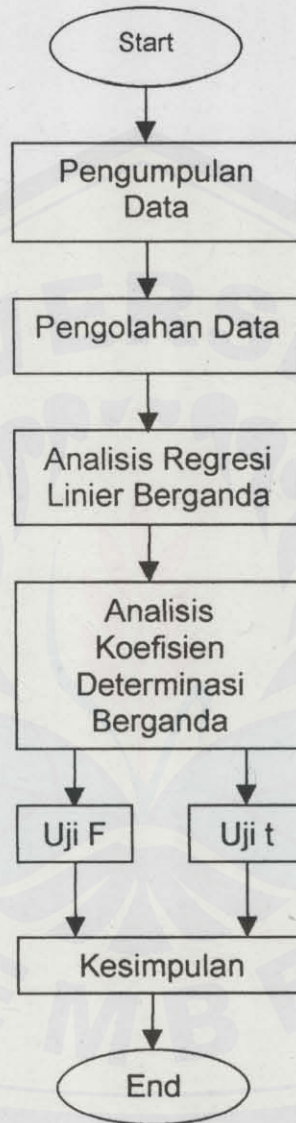 Start
Pengumpulan
Data
Pengolahan Data
Analisis Regresi
Linier Berganda
Analisis
Koefisien
Determinasi
Berganda
Uji F
Uji t
Kesimpulan
End